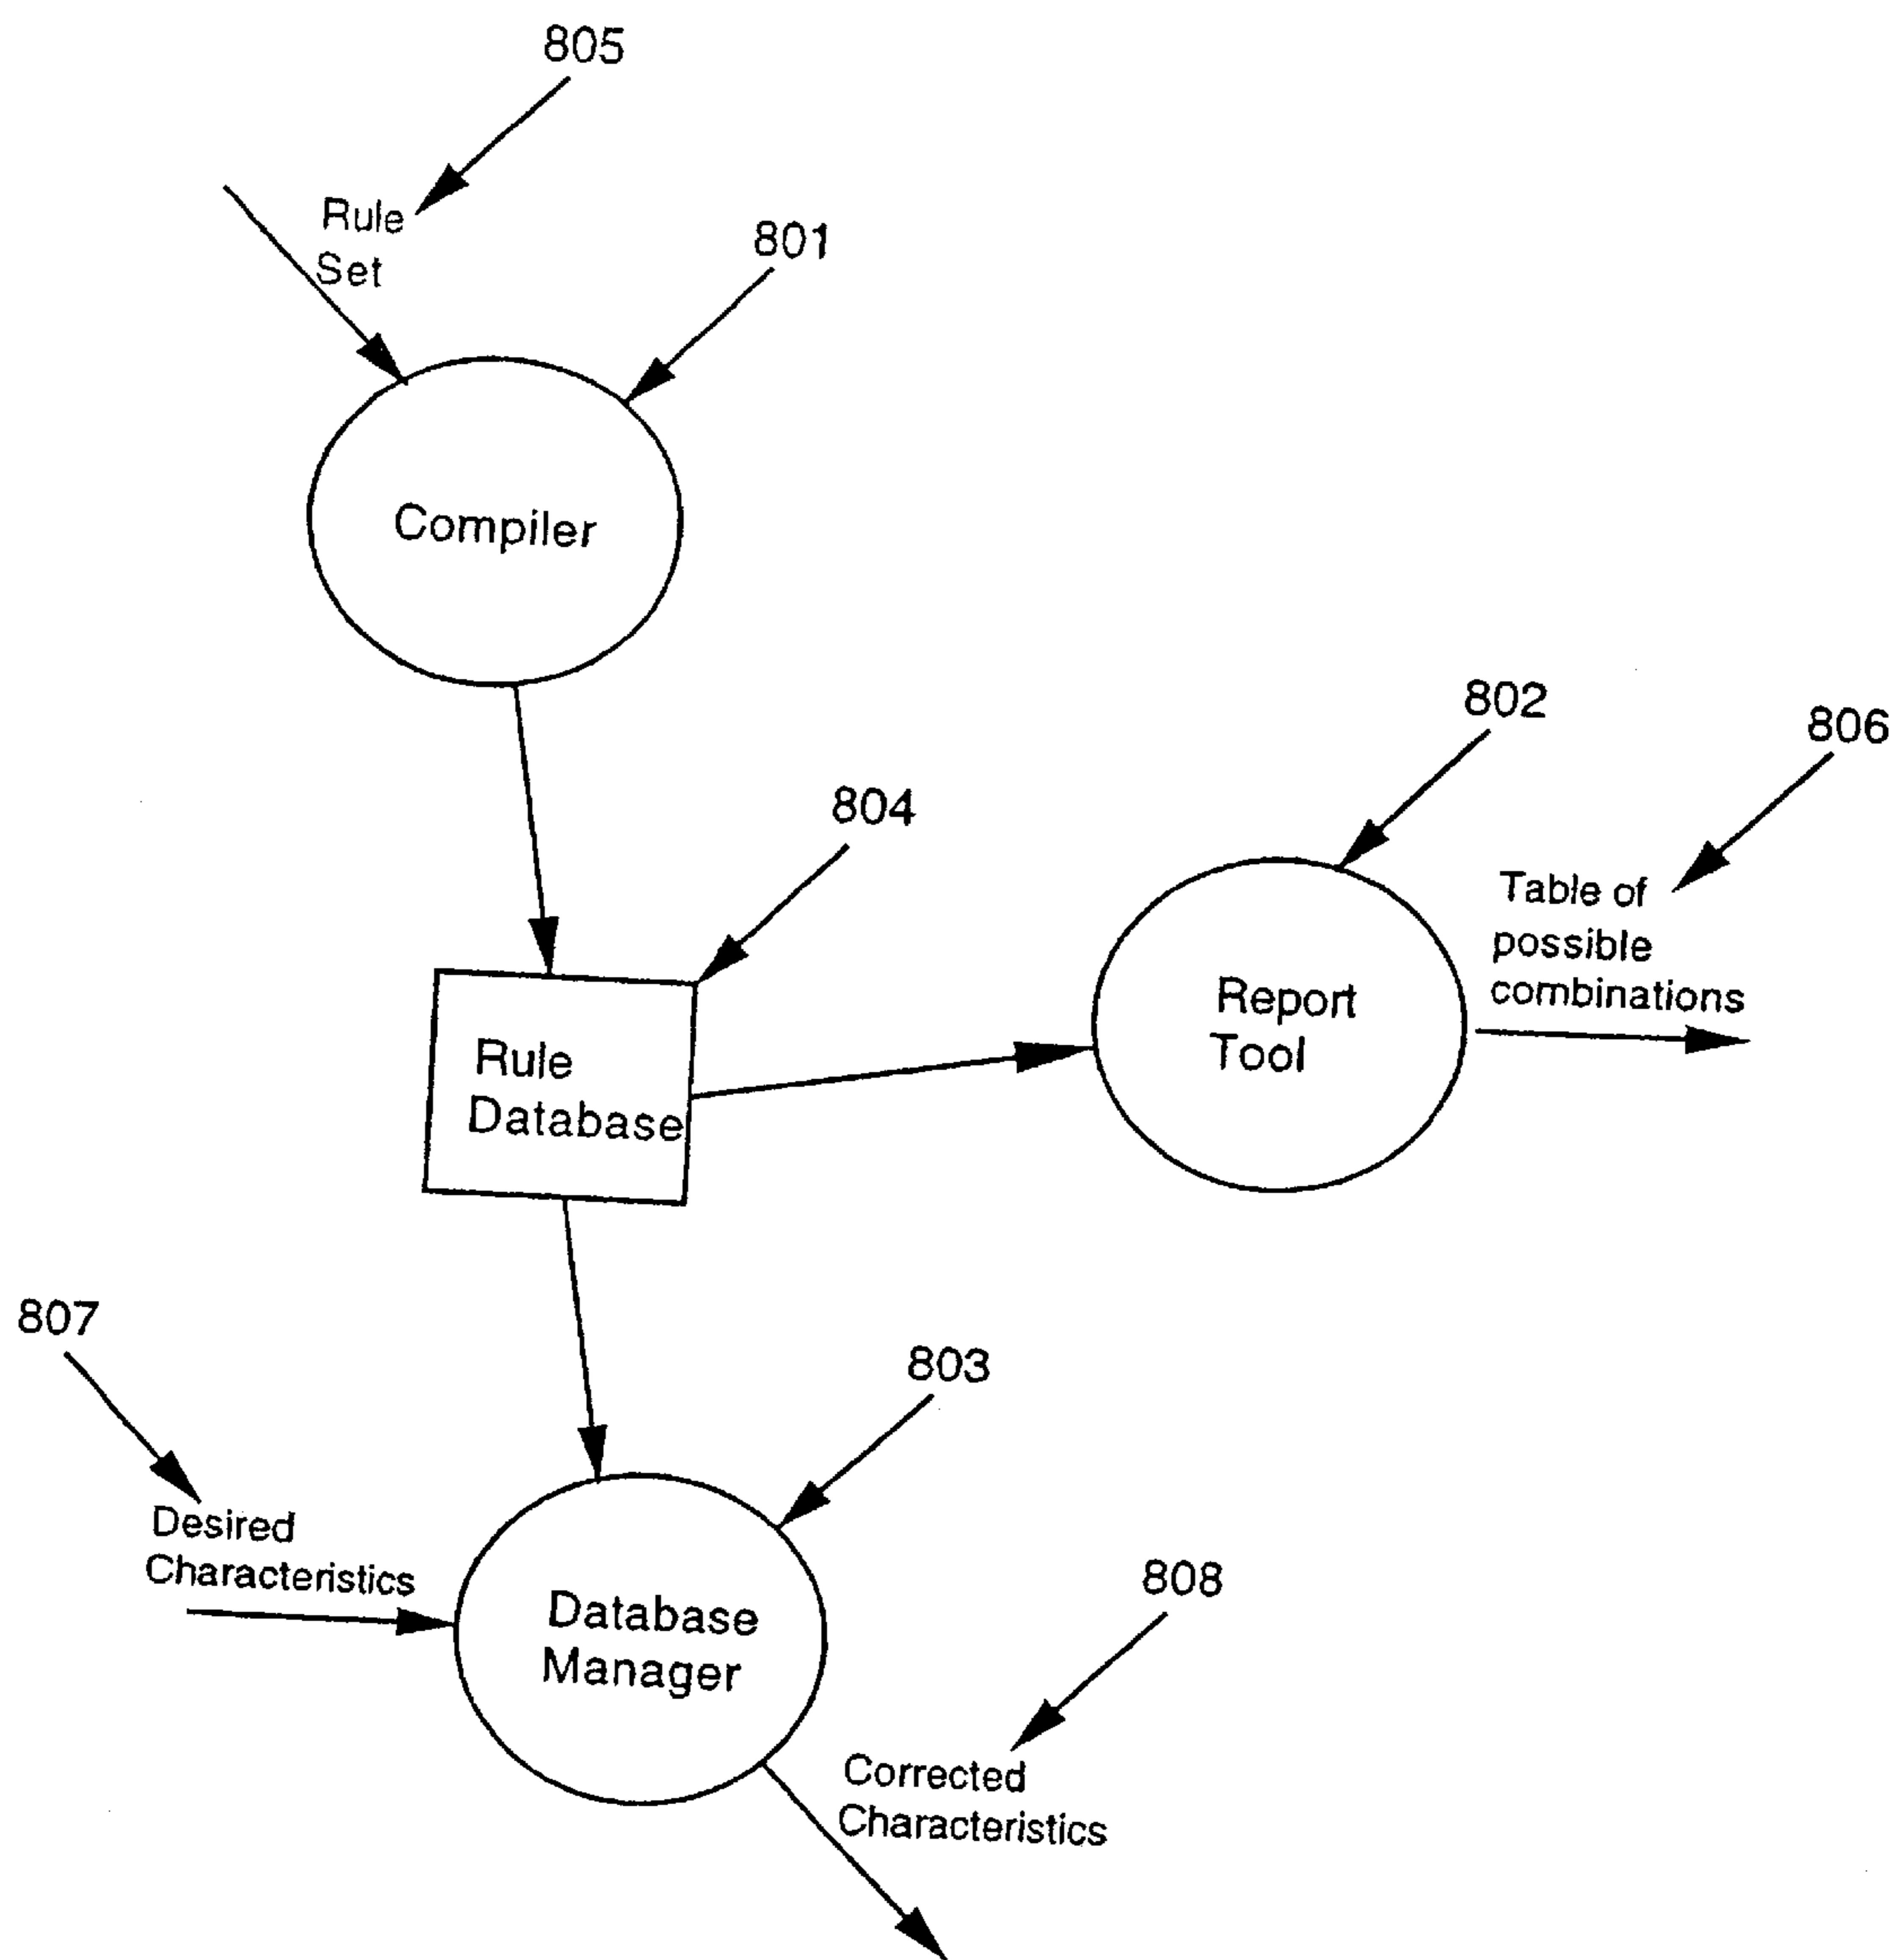 805
Rule
Set
801
Compiler
802
806
804
Table of
possible
combinations
Report
Tool
Rule
Database
807
803
Desired
Characteristics
808
Database
Manager
Corrected
Characteristics